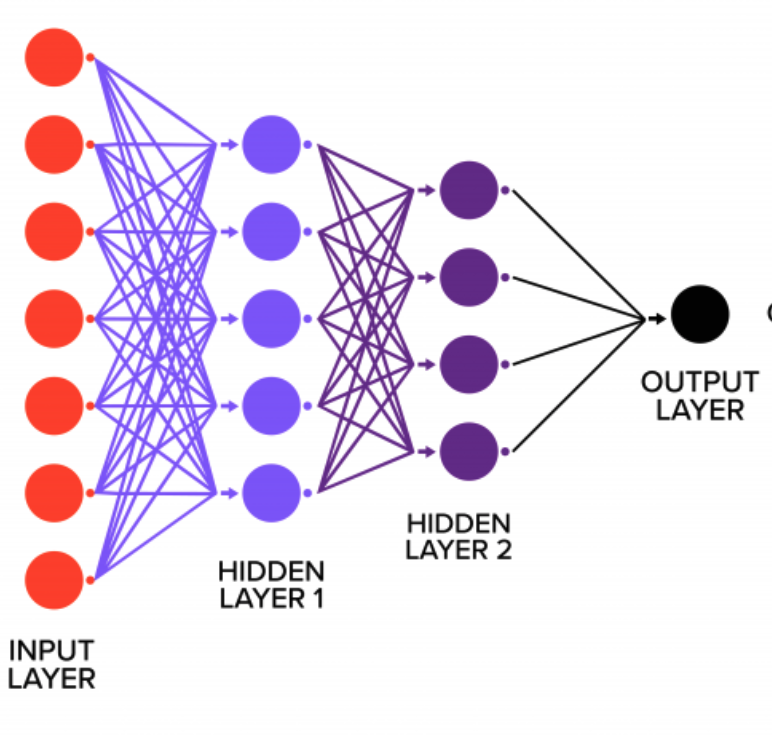 INPUT
LAYER
HIDDEN
LAYER 1
HIDDEN
LAYER 2
OUTPUT
LAYER